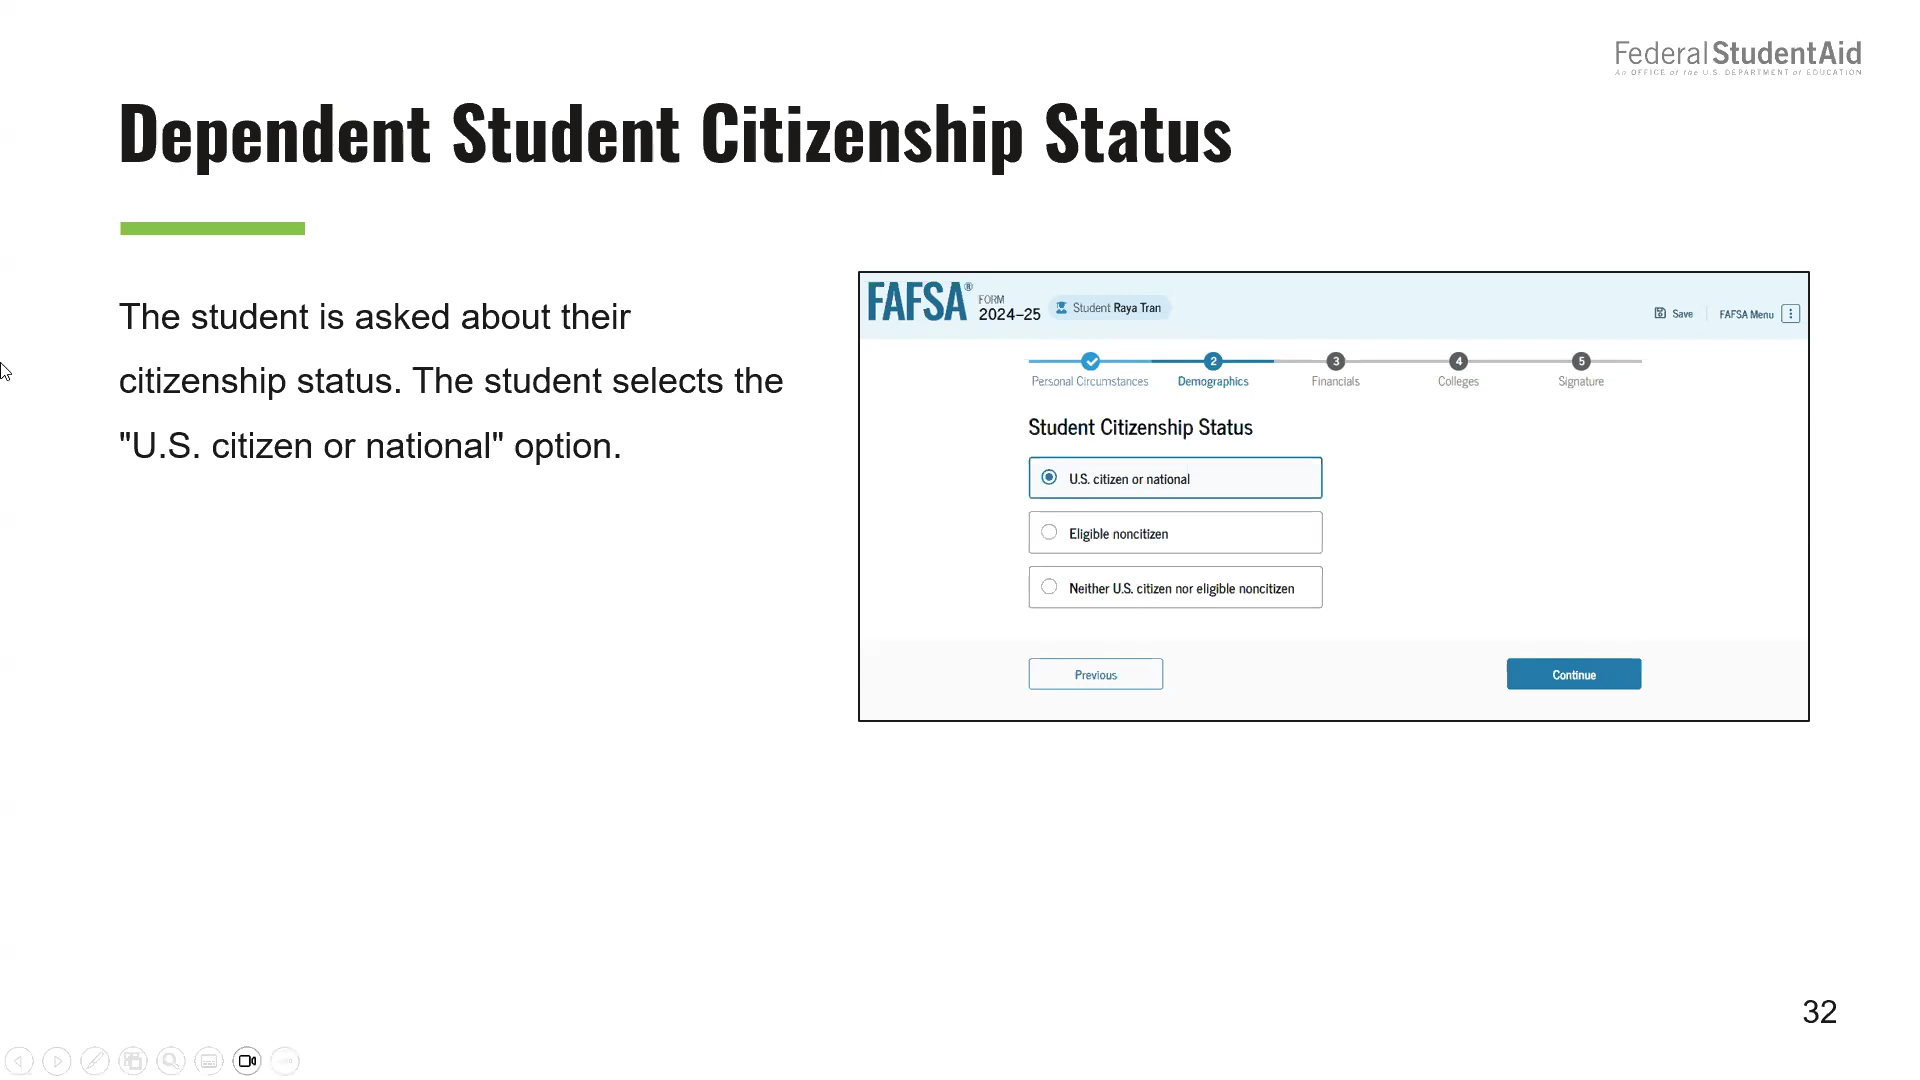 Federal StudentAid
An OFFICE of the U.S. DEPARTMENT of EDUCATION
Dependent Student Citizenship Status
The student is asked about their
citizenship status. The student selects the
"U.S. citizen or national" option.
FAFSA®
FORM
2024–25
Student Raya Tran
Save
FAFSA Menu
2
3
4
5
Personal Circumstances
Demographics
Financials
Colleges
Signature
Student Citizenship Status
U.S. citizen or national
Eligible noncitizen
Neither U.S. citizen nor eligible noncitizen
Previous
Continue
32